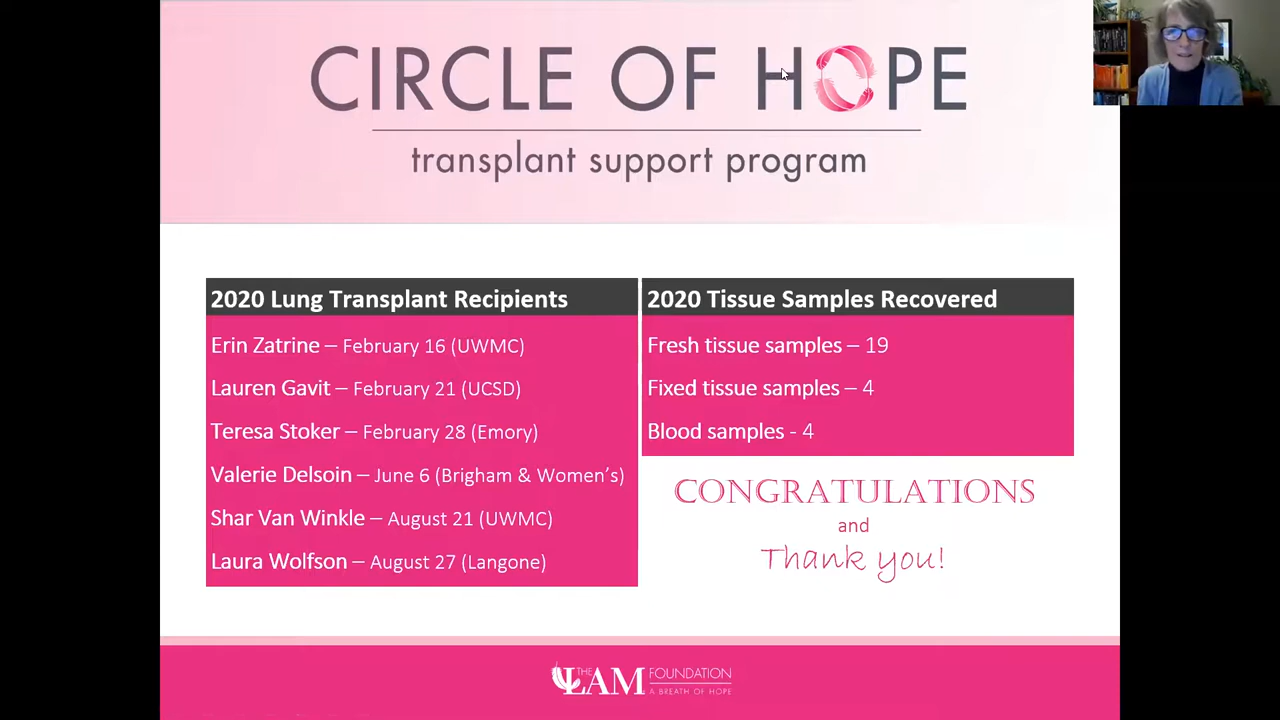 CIRCLE OF HOPE
transplant support program
2020 Lung Transplant Recipients
Erin Zatrine – February 16 (UWMC)
Lauren Gavit – February 21 (UCSD)
Teresa Stoker – February 28 (Emory)
Valerie Delsoin – June 6 (Brigham & Women's)
Shar Van Winkle – August 21 (UWMC)
Laura Wolfson – August 27 (Langone)
2020 Tissue Samples Recovered
Fresh tissue samples – 19
Fixed tissue samples – 4
Blood samples - 4
CONGRATULATIONS
and
Thank you!
THE LAM FOUNDATION
A BREATH OF HOPE